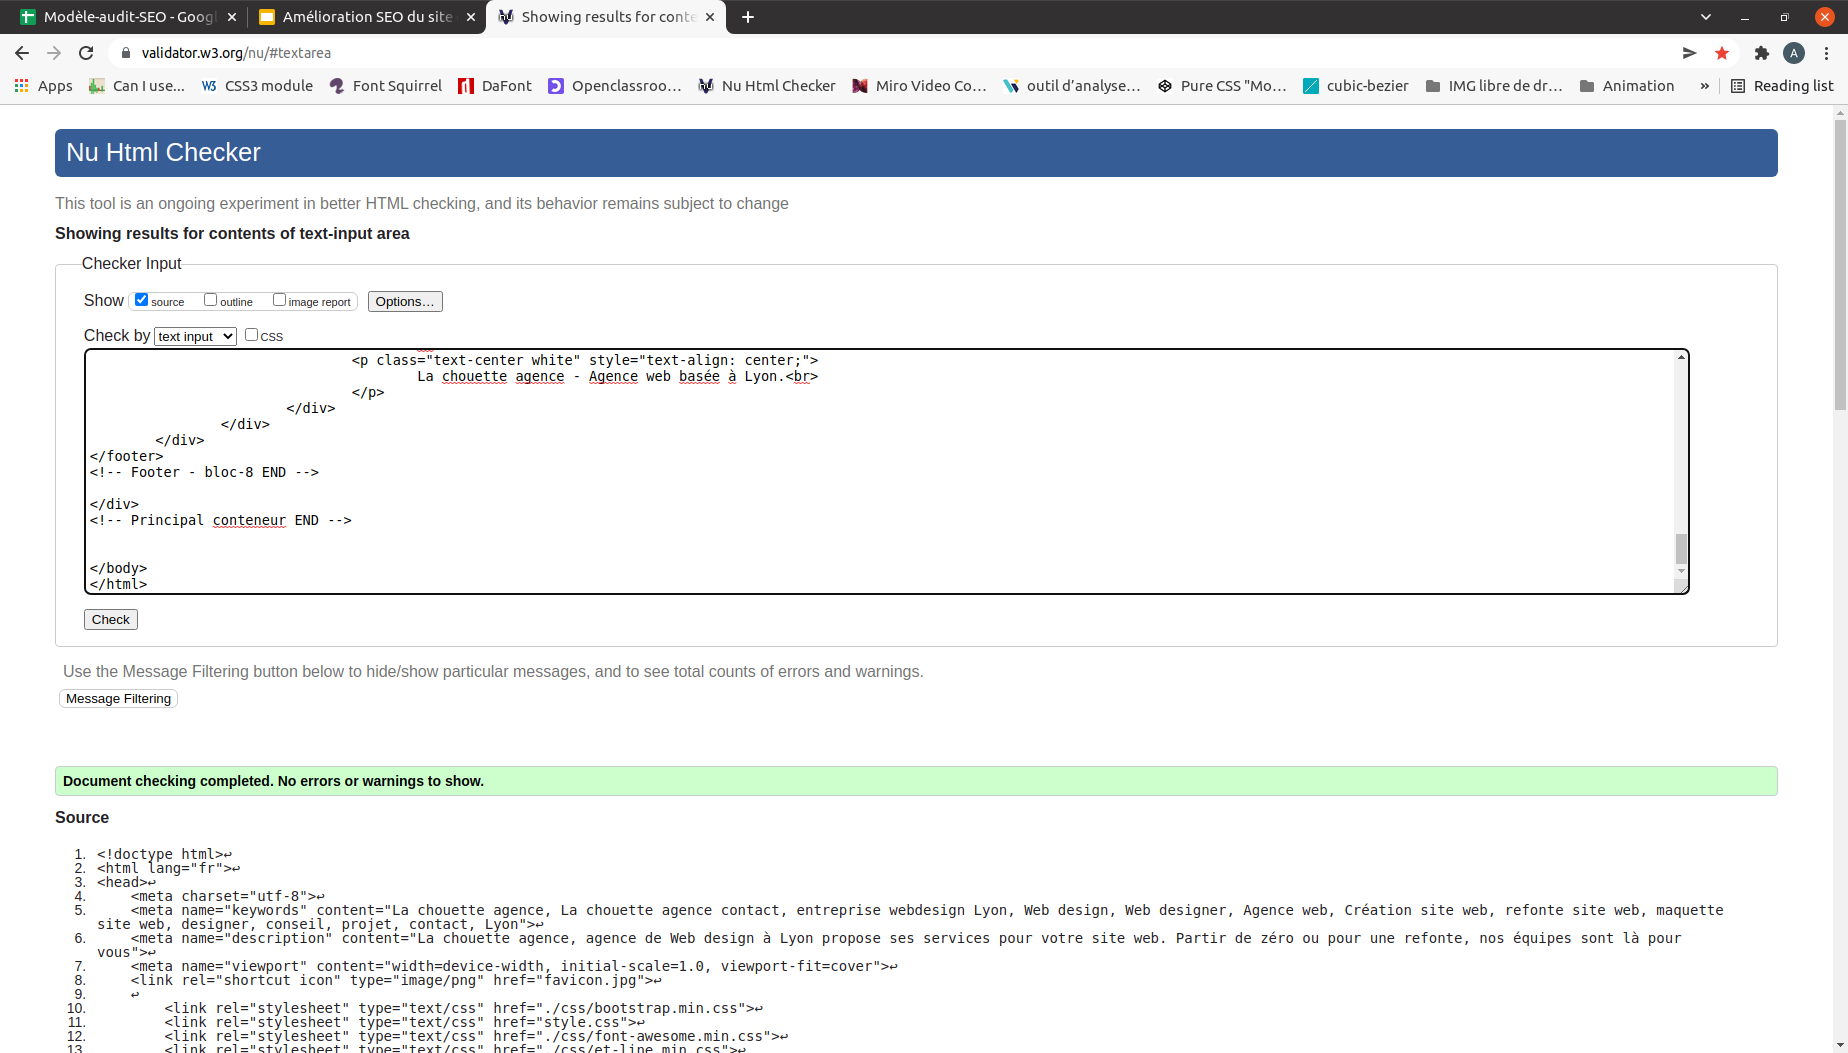 Modèle-audit-SEO - Goog
Amélioration SEO du site
Showing results for conte
validator.w3.org/nu/#textarea
A
Apps
Can I use...
W3 CSS3 module
Font Squirrel
DaFont
Openclassroo…
Nu Html Checker
Miro Video Co…
outil d'analyse…
Pure CSS "Mo…
cubic-bezier
IMG libre de dr…
Animation
»
Reading list
Nu Html Checker
This tool is an ongoing experiment in better HTML checking, and its behavior remains subject to change
Showing results for contents of text-input area
Checker Input
Show source outline image report Options…
Check by text input CSS
<p class="text-center white" style="text-align: center;">
La chouette agence - Agence web basée à Lyon.<br>
</p>
</div>
</div>
</div>
</footer>
<!-- Footer - bloc-8 END -->
</div>
<!-- Principal conteneur END -->
</body>
</html>
Check
Use the Message Filtering button below to hide/show particular messages, and to see total counts of errors and warnings.
Message Filtering
Document checking completed. No errors or warnings to show.
Source
1. <!doctype html>↩
2. <html lang="fr">↩
3. <head>↩
4. <meta charset="utf-8">↩
5. <meta name="keywords" content="La chouette agence, La chouette agence contact, entreprise webdesign Lyon, Web design, Web designer, Agence web, Création site web, refonte site web, maquette
site web, designer, conseil, projet, contact, Lyon">↩
6. <meta name="description" content="La chouette agence, agence de Web design à Lyon propose ses services pour votre site web. Partir de zéro ou pour une refonte, nos équipes sont là pour
vous">↩
7. <meta name="viewport" content="width=device-width, initial-scale=1.0, viewport-fit=cover">↩
8. <link rel="shortcut icon" type="image/png" href="favicon.jpg">↩
9. ↩
10. <link rel="stylesheet" type="text/css" href="./css/bootstrap.min.css">↩
11. <link rel="stylesheet" type="text/css" href="style.css">↩
12. <link rel="stylesheet" type="text/css" href="./css/font-awesome.min.css">↩
13. <link rel="stylesheet" type="text/css" href="./css/et-line.min.css">↩